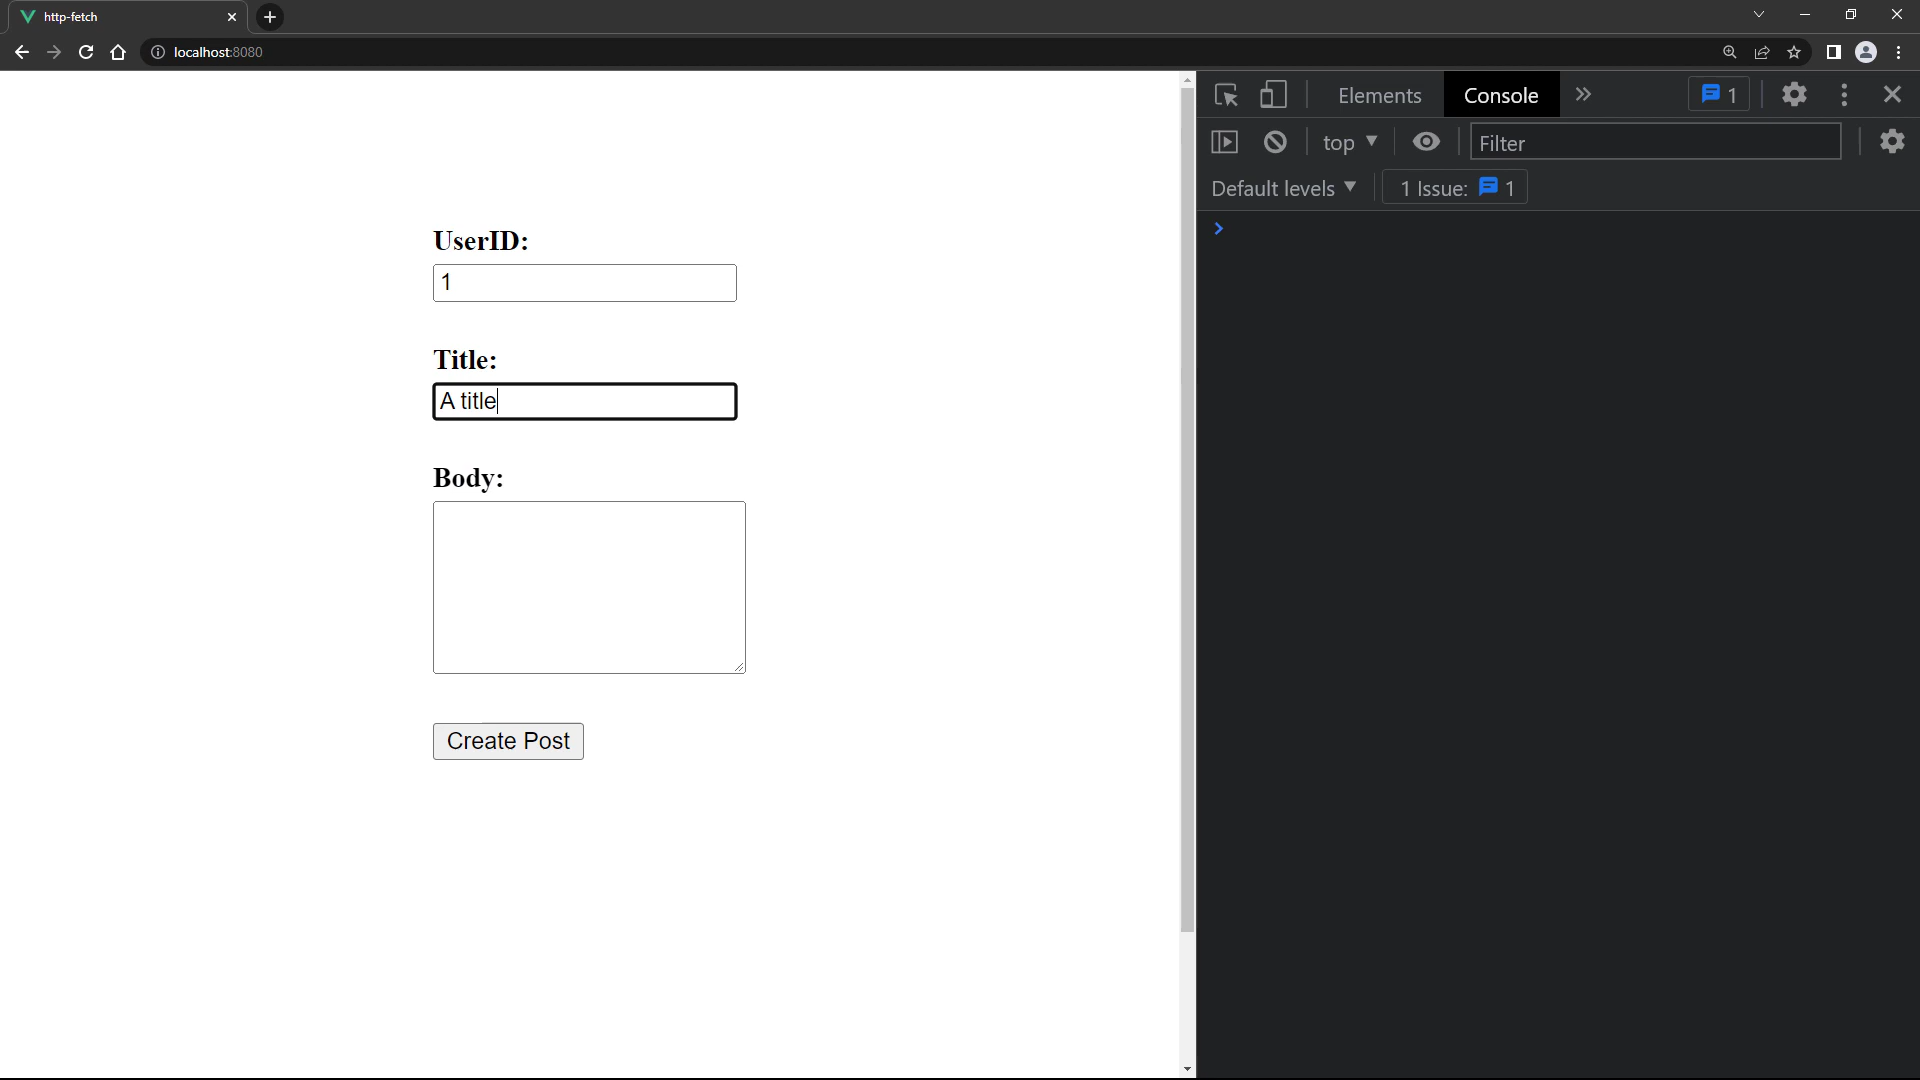 http-fetch
localhost:8080
Elements
Console
1
top
Filter
Default levels
1 Issue: 1
UserID:
1
Title:
A title
Body:
Create Post